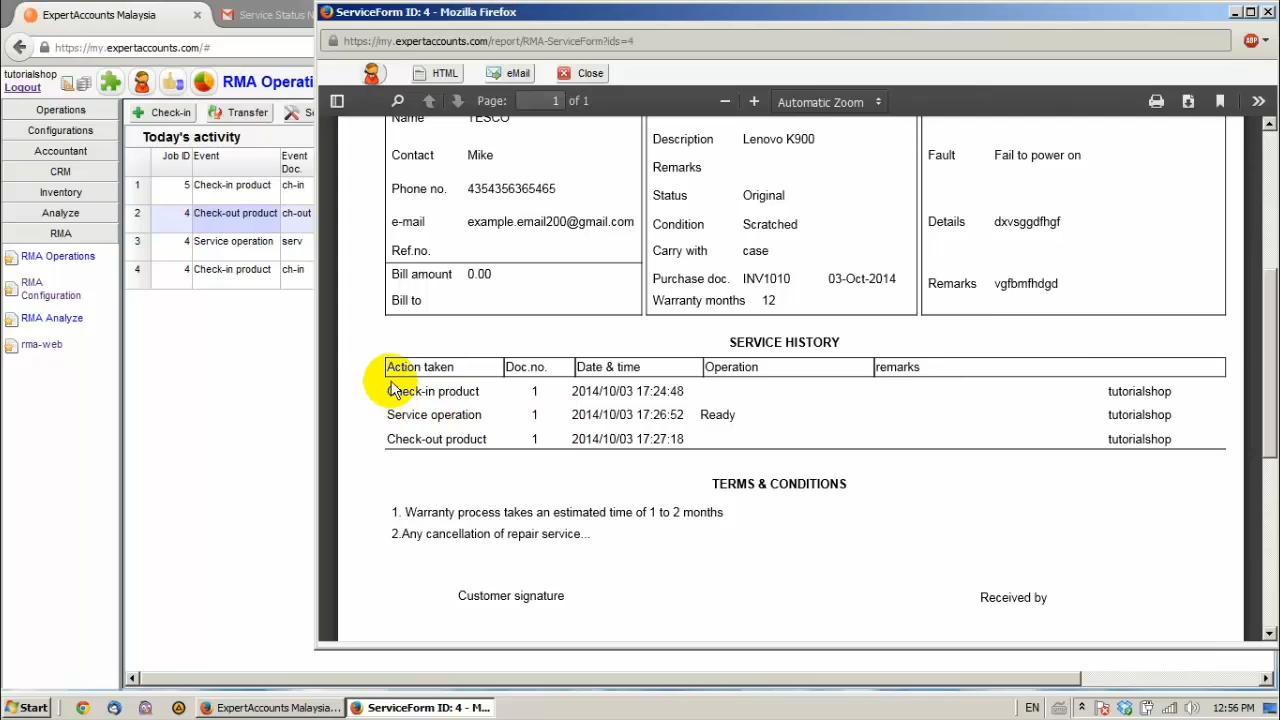 ExpertAccounts Malaysia
Service Status N
ServiceForm ID: 4 - Mozilla Firefox
https://my.expertaccounts.com/#
https://my.expertaccounts.com/report/RMA-ServiceForm?ids=4
ABP
tutorialshop
Logout
RMA Operati
HTML
eMail
Close
Page: 1 of 1
Automatic Zoom
Operations
Configurations
Accountant
CRM
Inventory
Analyze
RMA
RMA Operations
RMA
Configuration
RMA Analyze
rma-web
Check-in
Transfer
Se
Today's activity
Job ID Event Event
Doc.
1 5 Check-in product ch-in
2 4 Check-out product ch-out
3 4 Service operation serv
4 4 Check-in product ch-in
Name TESCO
Contact Mike
Phone no. 4354356365465
e-mail example.email200@gmail.com
Ref.no.
Bill amount 0.00
Bill to
Description Lenovo K900
Remarks
Status Original
Condition Scratched
Carry with case
Purchase doc. INV1010 03-Oct-2014
Warranty months 12
Fault Fail to power on
Details dxvsggdfhgf
Remarks vgfbmfhdgd
SERVICE HISTORY
Action taken Doc.no. Date & time Operation remarks
Check-in product 1 2014/10/03 17:24:48 tutorialshop
Service operation 1 2014/10/03 17:26:52 Ready tutorialshop
Check-out product 1 2014/10/03 17:27:18 tutorialshop
TERMS & CONDITIONS
1. Warranty process takes an estimated time of 1 to 2 months
2.Any cancellation of repair service...
Customer signature
Received by
Start
ExpertAccounts Malaysia...
ServiceForm ID: 4 - M...
EN
12:56 PM